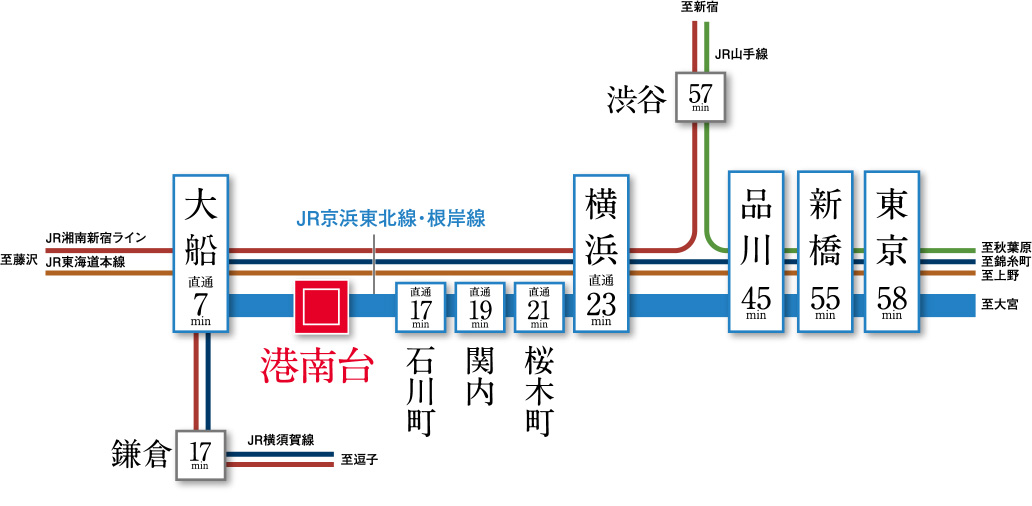 至新宿
JR山手線
渋谷
57
min
大船
直通
7
min
JR京浜東北線・根岸線
横浜
直通
23
min
品川
45
min
新橋
55
min
東京
58
min
JR湘南新宿ライン
至藤沢
JR東海道本線
至秋葉原
至錦糸町
至上野
至大宮
港南台
直通
17
min
石川町
直通
19
min
関内
直通
21
min
桜木町
鎌倉
17
min
JR横須賀線
至逗子